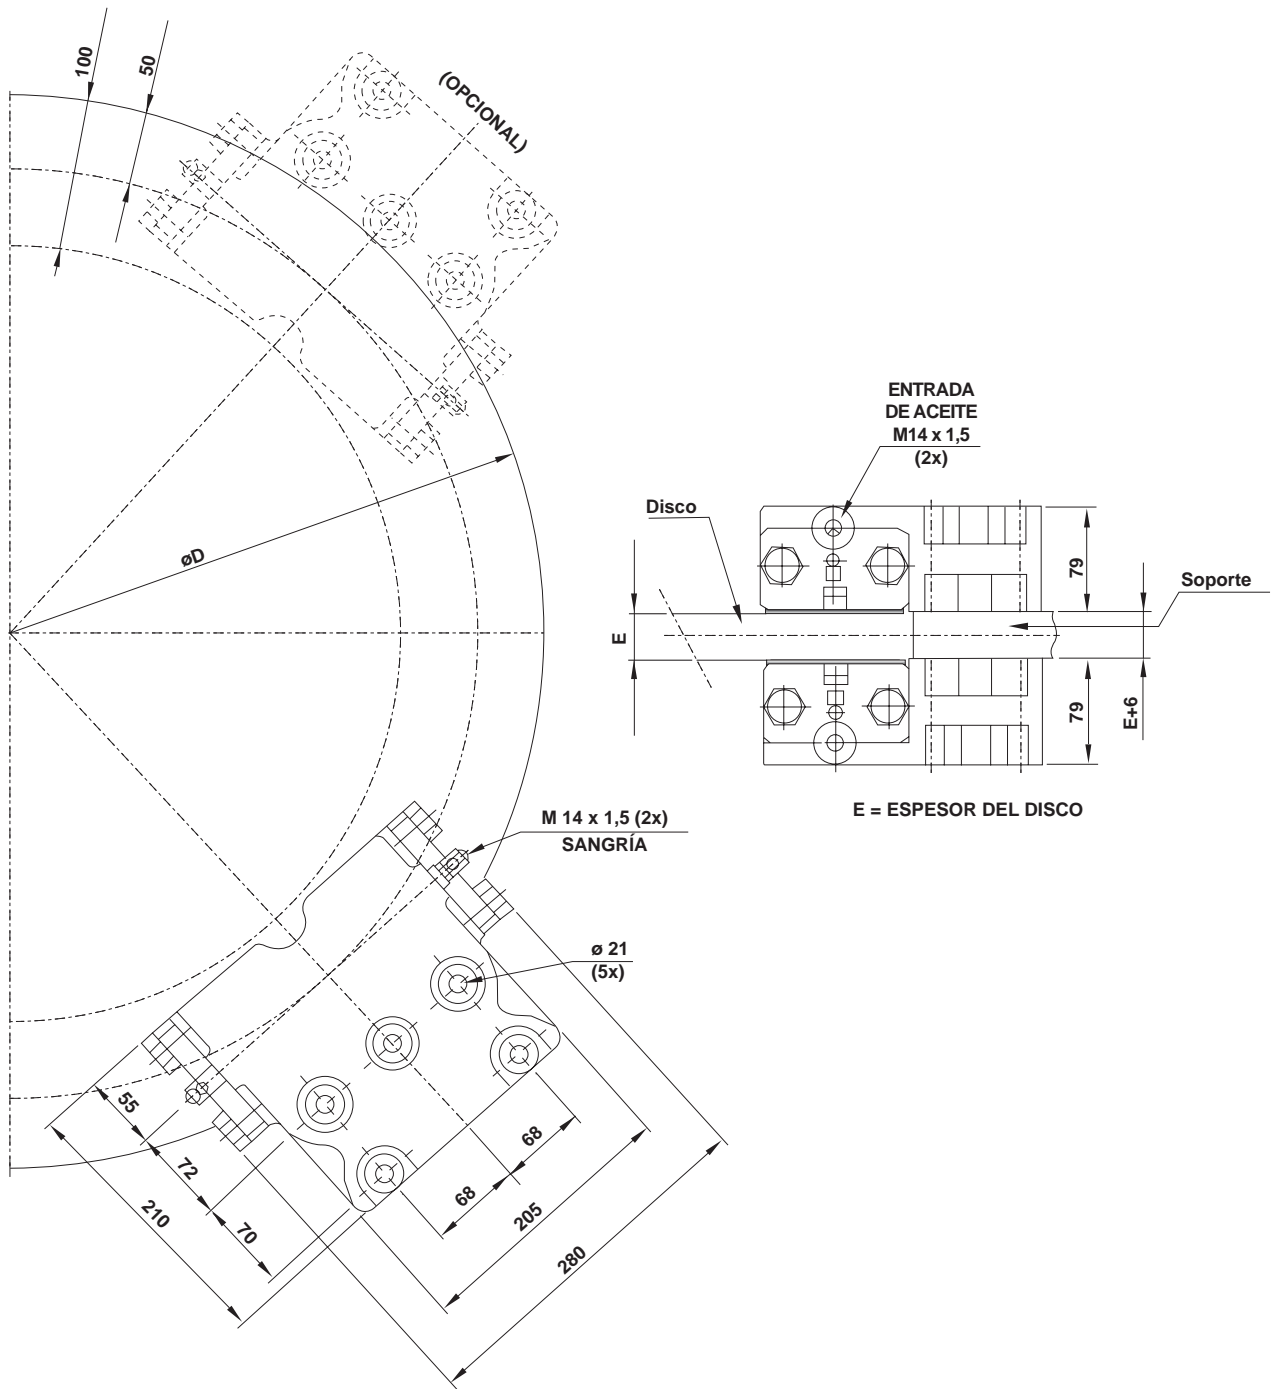 100
50
(OPCIONAL)
øD
ENTRADA
DE ACEITE
M14 x 1,5
(2x)
Disco
79
Soporte
E
79
E+6
E = ESPESOR DEL DISCO
M 14 x 1,5 (2x)
SANGRÍA
ø 21
(5x)
55
72
210
70
68
68
205
280